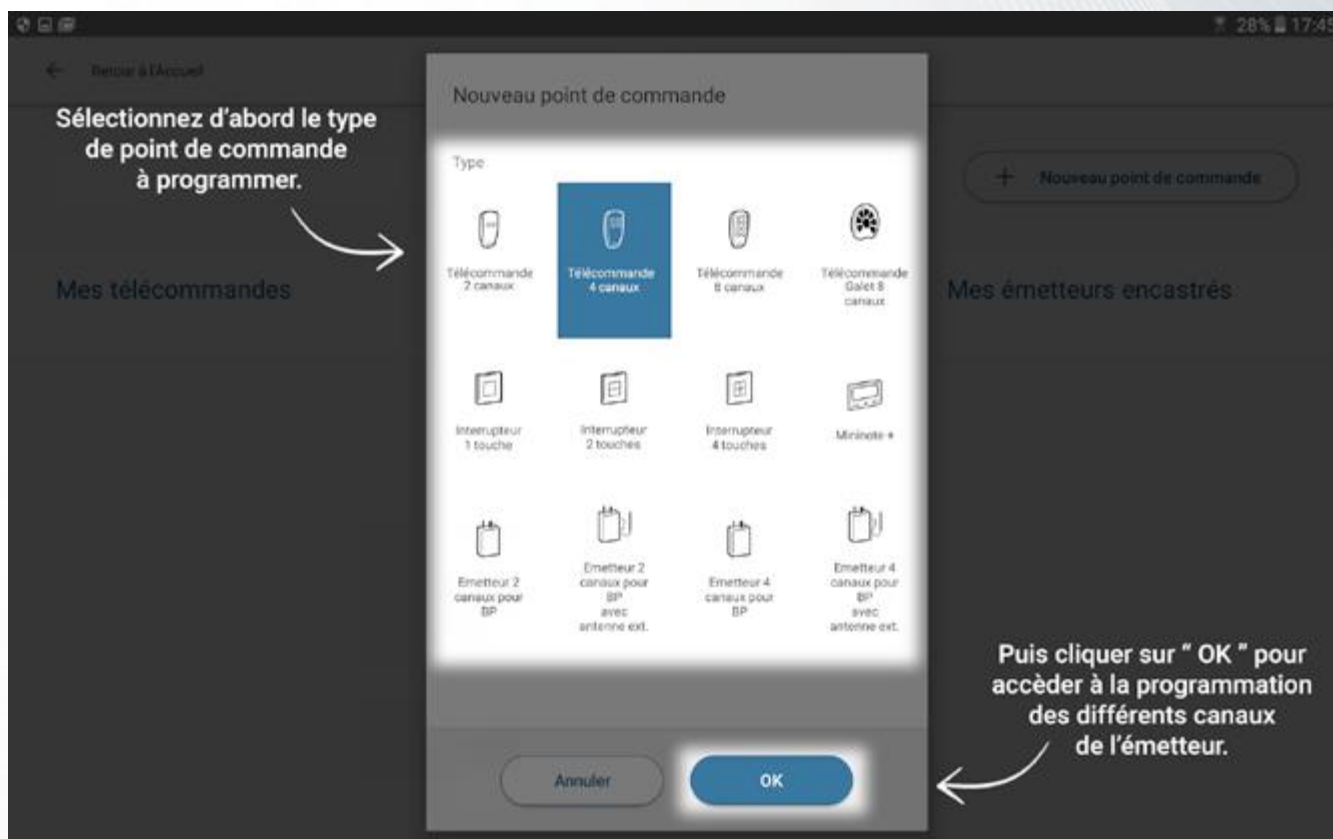 28% 17:45
Retour à l'Accueil
Sélectionnez d'abord le type
de point de commande
à programmer.
Nouveau point de commande
Type
+ Nouveau point de commande
Télécommande
2 canaux
Télécommande
4 canaux
Télécommande
8 canaux
Télécommande
Galet 8
canaux
Mes télécommandes
Mes émetteurs encastrés
Interrupteur
1 touche
Interrupteur
2 touches
Interrupteur
4 touches
Mininote +
Emetteur 2
canaux pour
BP
Emetteur 2
canaux pour
BP
avec
antenne ext.
Emetteur 4
canaux pour
BP
Emetteur 4
canaux pour
BP
avec
antenne ext.
Puis cliquer sur “ OK ” pour
accèder à la programmation
des différents canaux
de l'émetteur.
Annuler
OK